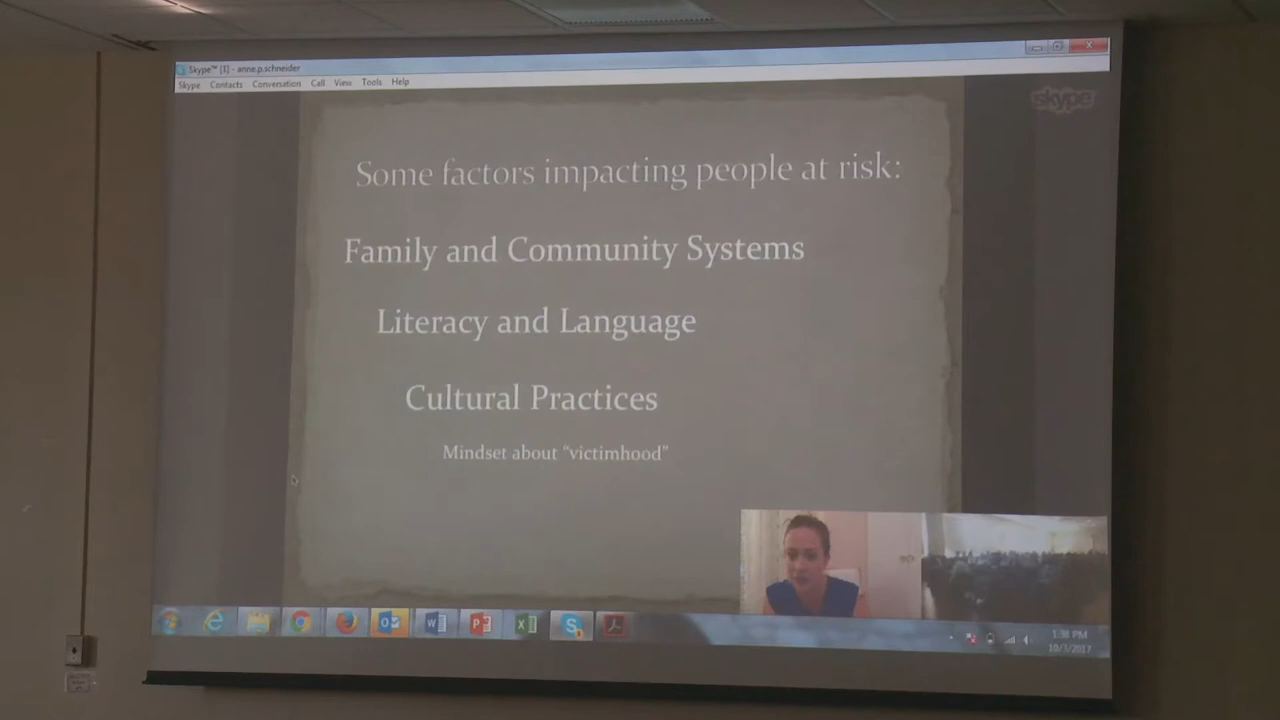 Skype™ [1] - anne.p.schneider
Skype Contacts Conversation Call View Tools Help
skype
Some factors impacting people at risk:
Family and Community Systems
Literacy and Language
Cultural Practices
Mindset about “victimhood”
1:38 PM
10/3/2017